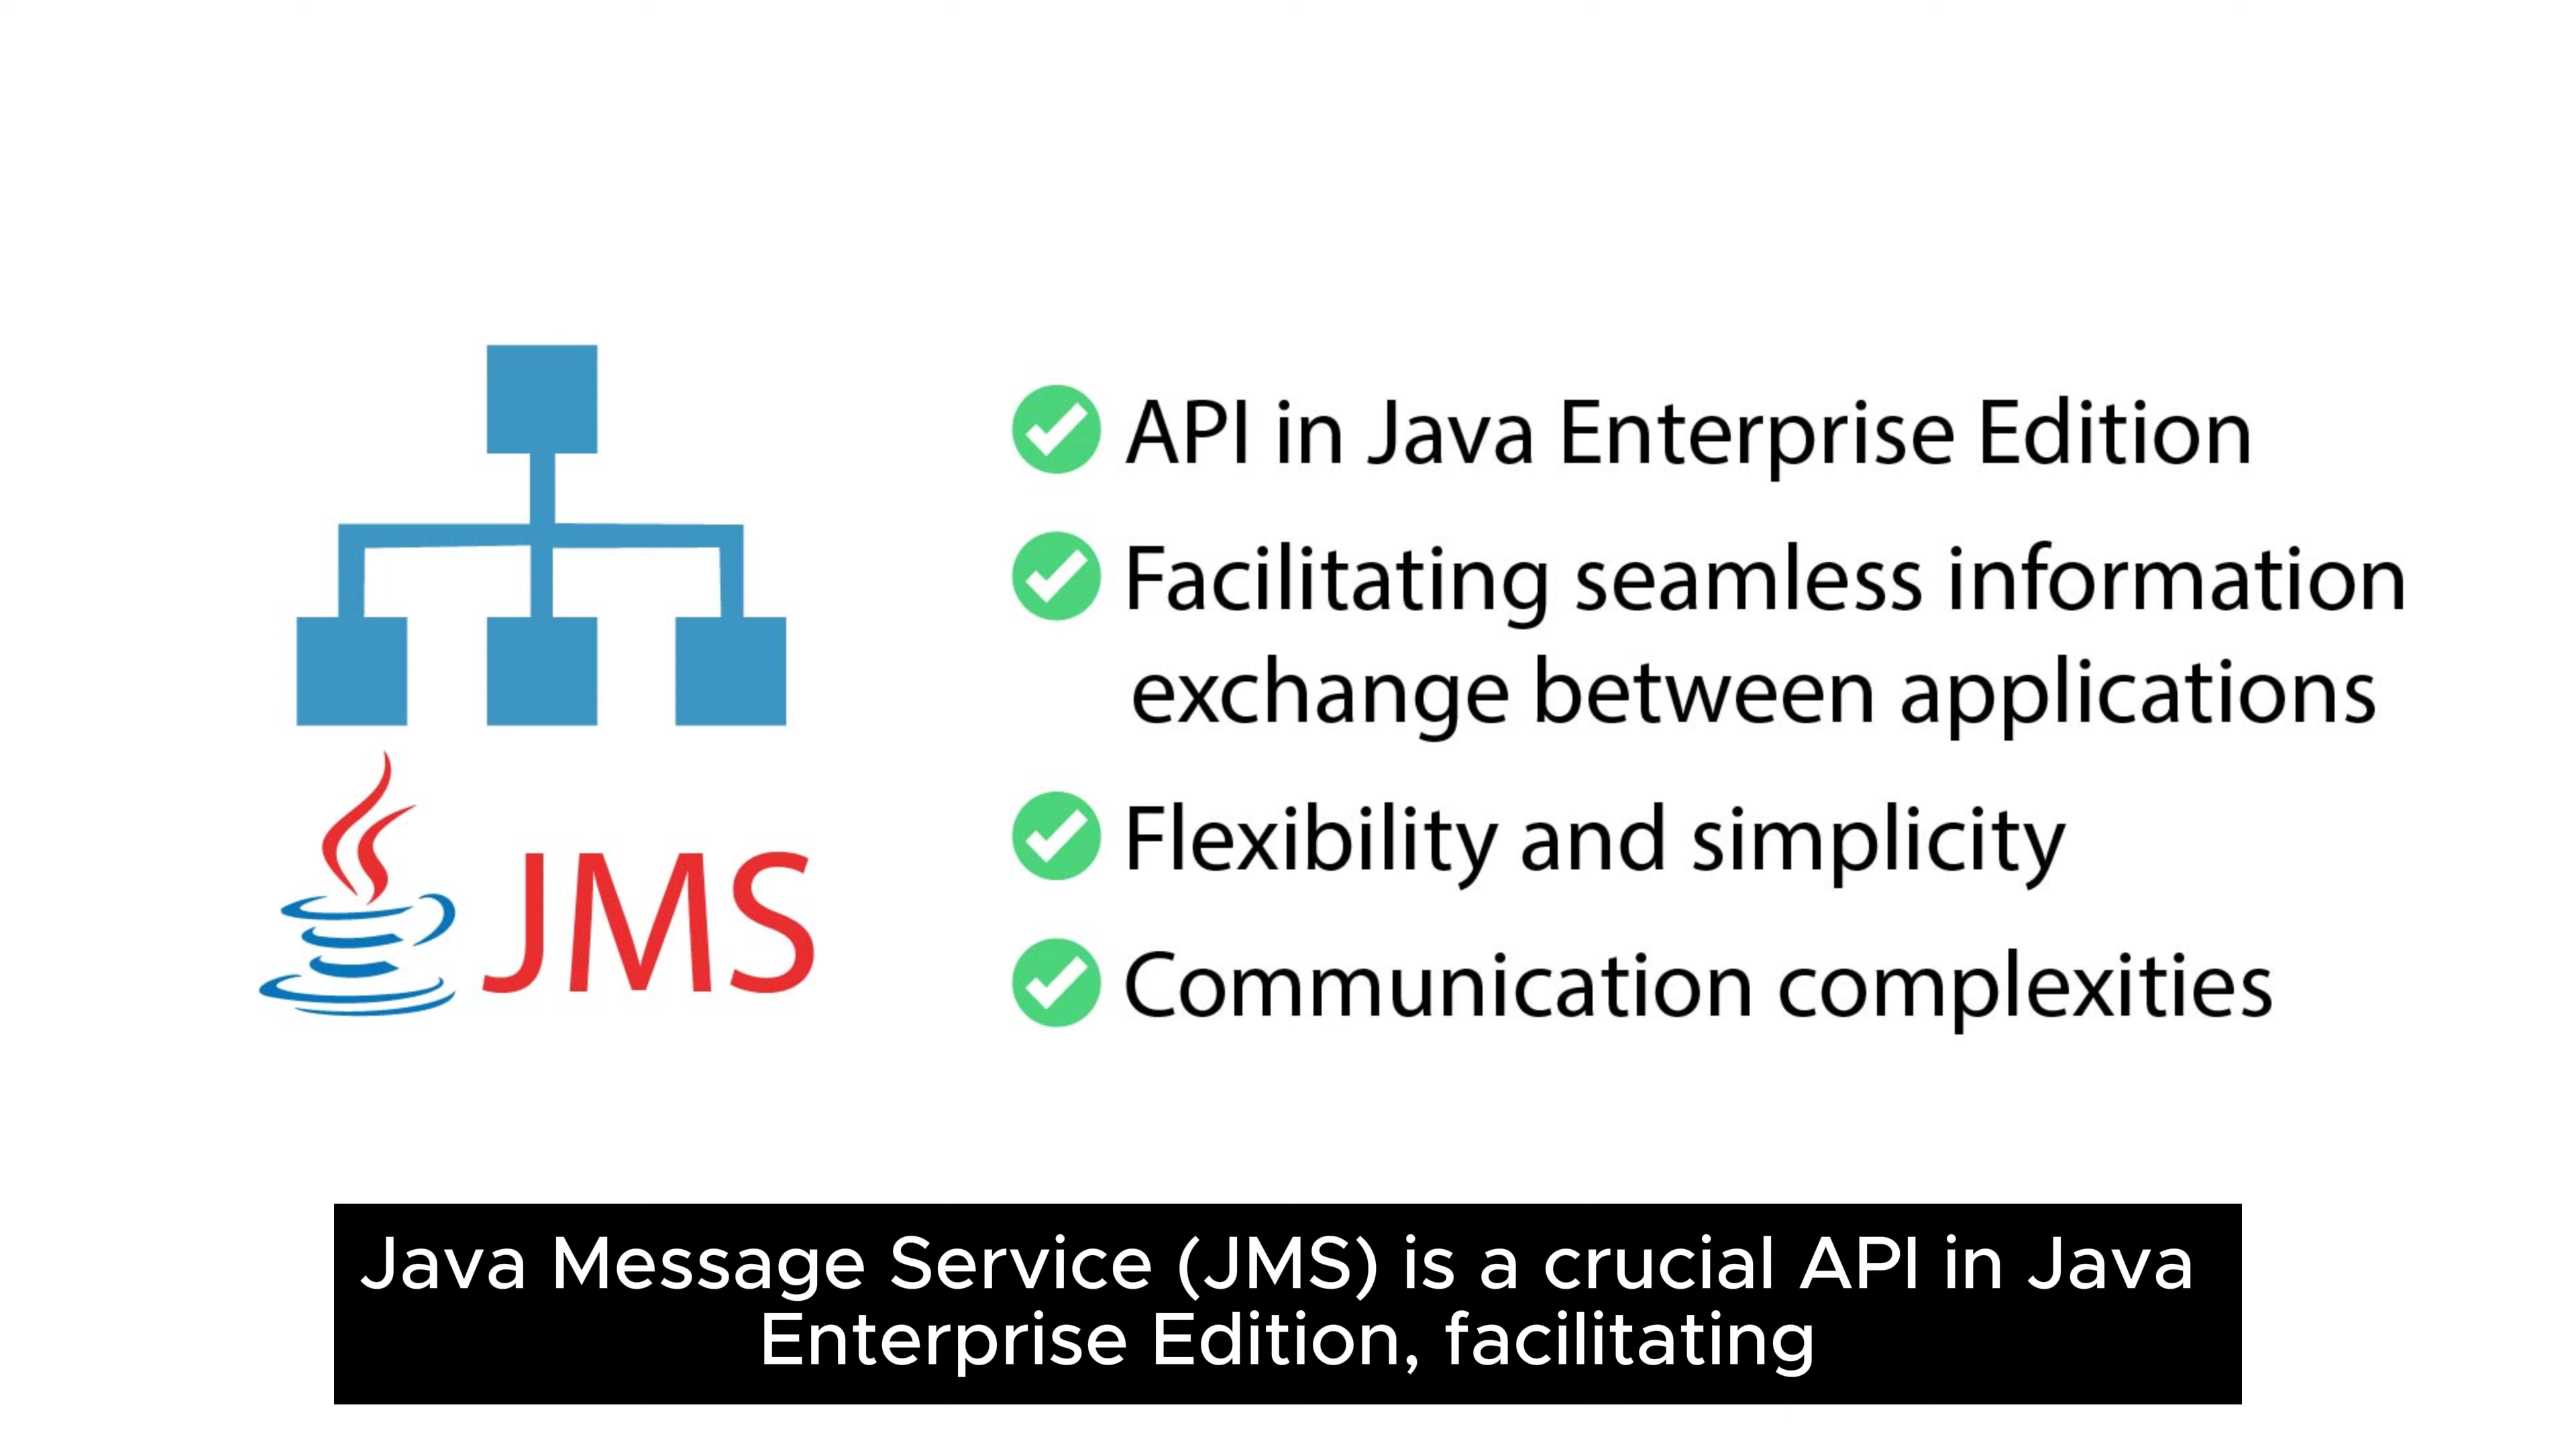 JMS
API in Java Enterprise Edition
Facilitating seamless information
exchange between applications
Flexibility and simplicity
Communication complexities
Java Message Service (JMS) is a crucial API in Java
Enterprise Edition, facilitating